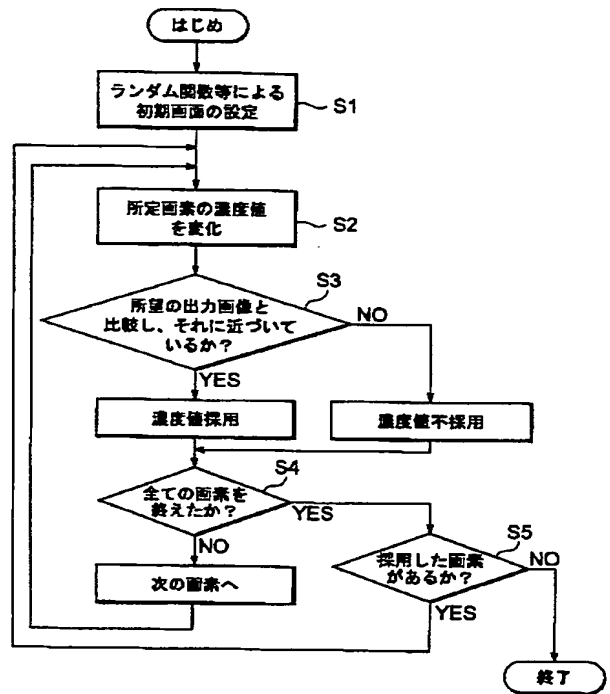 はじめ
ランダム関数等による
初期画面の設定
S1
所定画素の濃度値
を変化
S2
S3
所望の出力画像と
比較し、それに近づいて
いるか？
NO
YES
濃度値採用
濃度値不採用
S4
全ての画素を
終えたか？
YES
NO
次の画素へ
S5
採用した画素
があるか？
NO
YES
終了